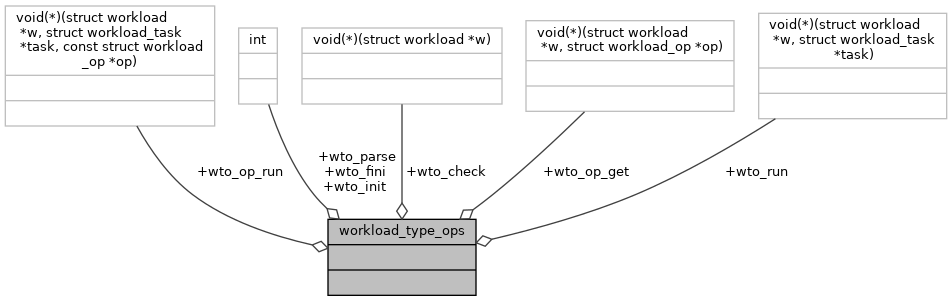 void(*)(struct workload
*w, struct workload_task
*task, const struct workload
_op *op)
int
void(*)(struct workload *w)
void(*)(struct workload
*w, struct workload_op *op)
void(*)(struct workload
*w, struct workload_task
*task)
+wto_op_run
+wto_parse
+wto_fini
+wto_init
+wto_check
+wto_op_get
+wto_run
workload_type_ops